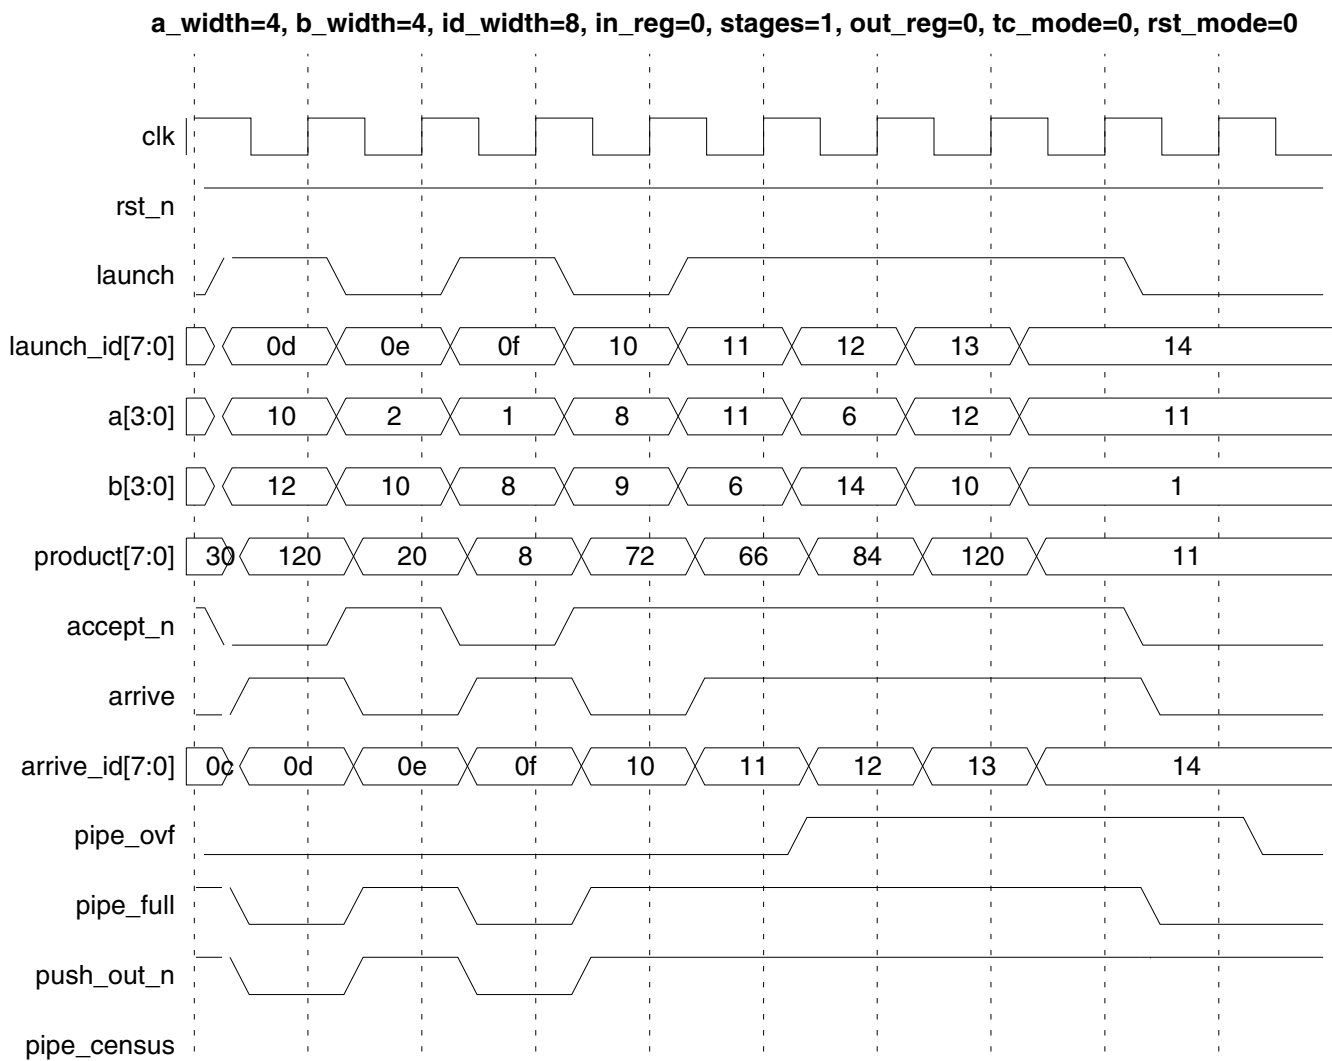 a_width=4, b_width=4, id_width=8, in_reg=0, stages=1, out_reg=0, tc_mode=0, rst_mode=0
clk
rst_n
launch
launch_id[7:0] 0d 0e 0f 10 11 12 13 14
a[3:0] 10 2 1 8 11 6 12 11
b[3:0] 12 10 8 9 6 14 10 1
product[7:0] 30 120 20 8 72 66 84 120 11
accept_n
arrive
arrive_id[7:0] 0c 0d 0e 0f 10 11 12 13 14
pipe_ovf
pipe_full
push_out_n
pipe_census